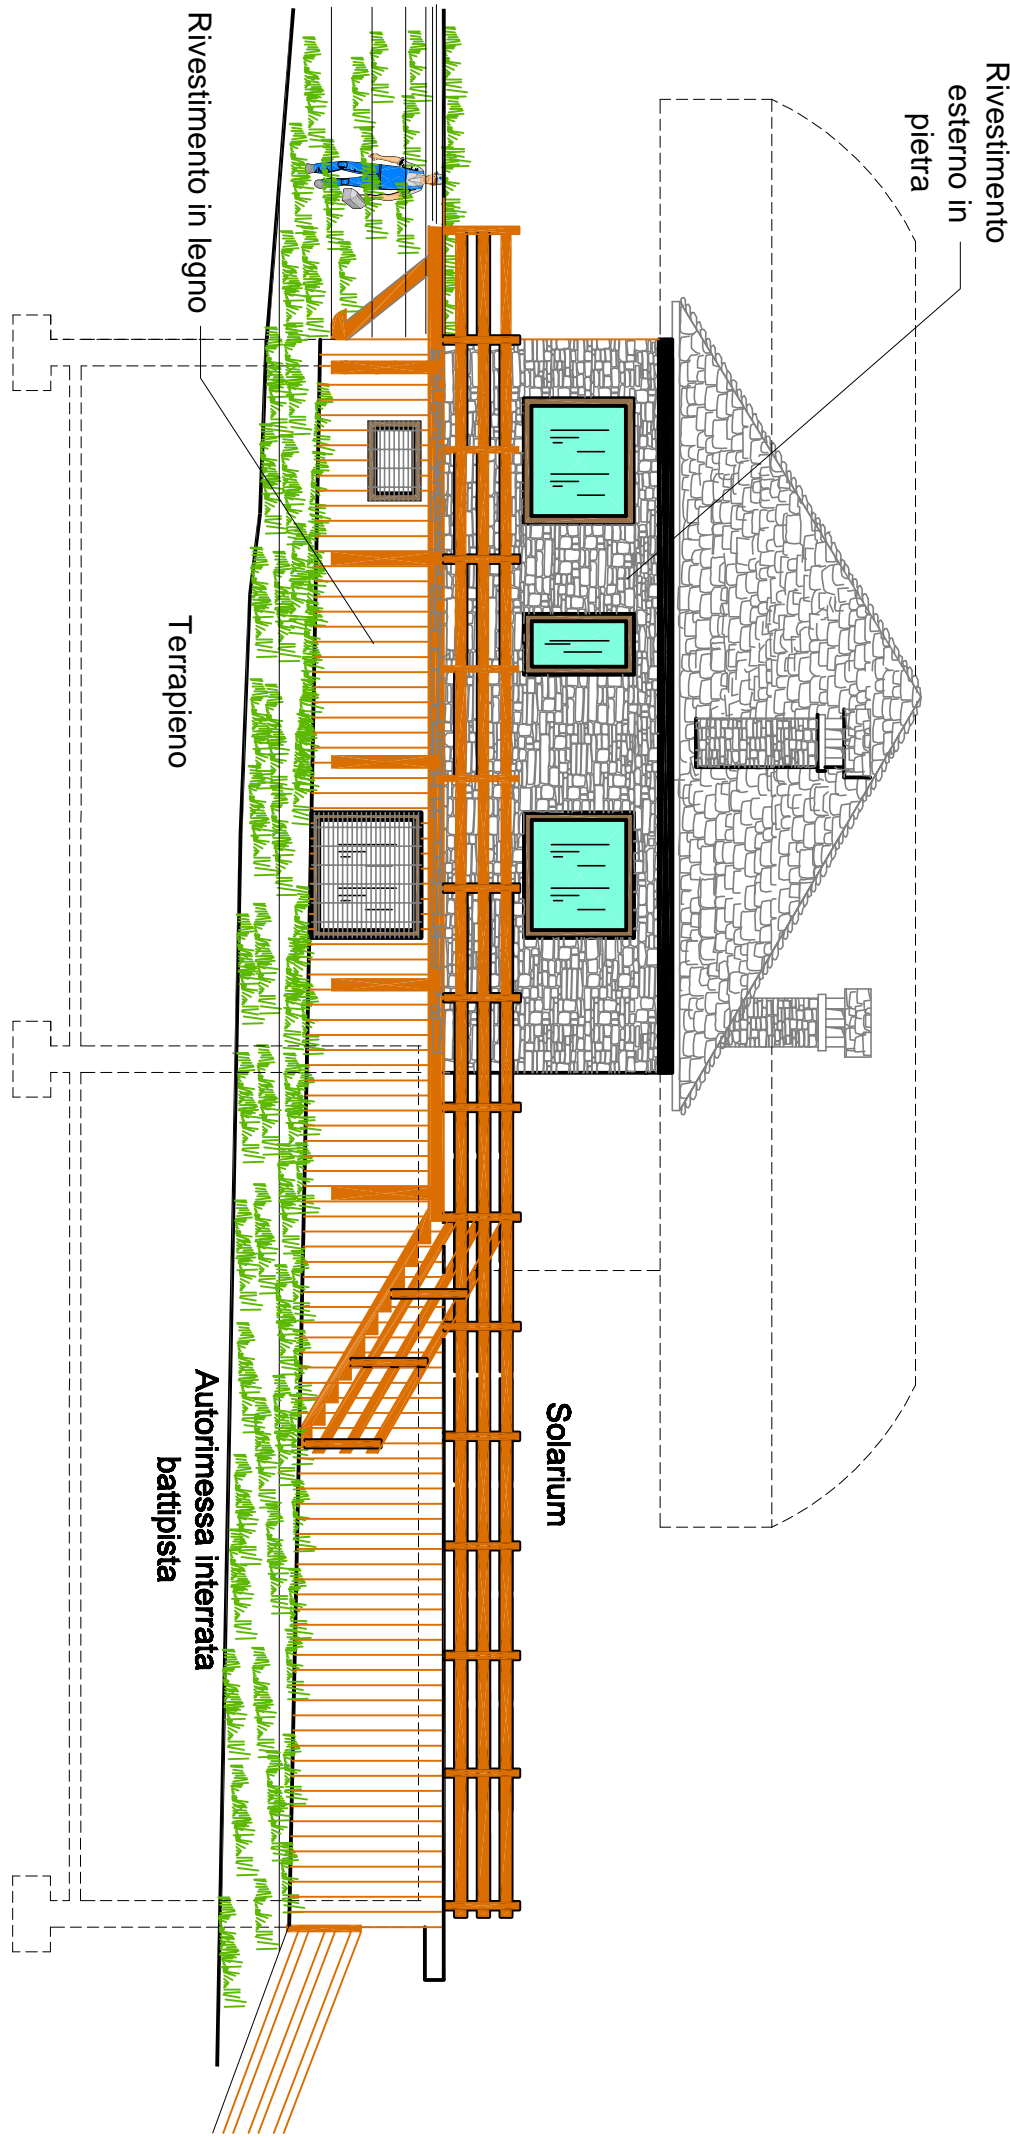 Rivestimento
esterno in
pietra
Solarium
Rivestimento in legno
Terrapieno
Autorimessa interrata
battipista